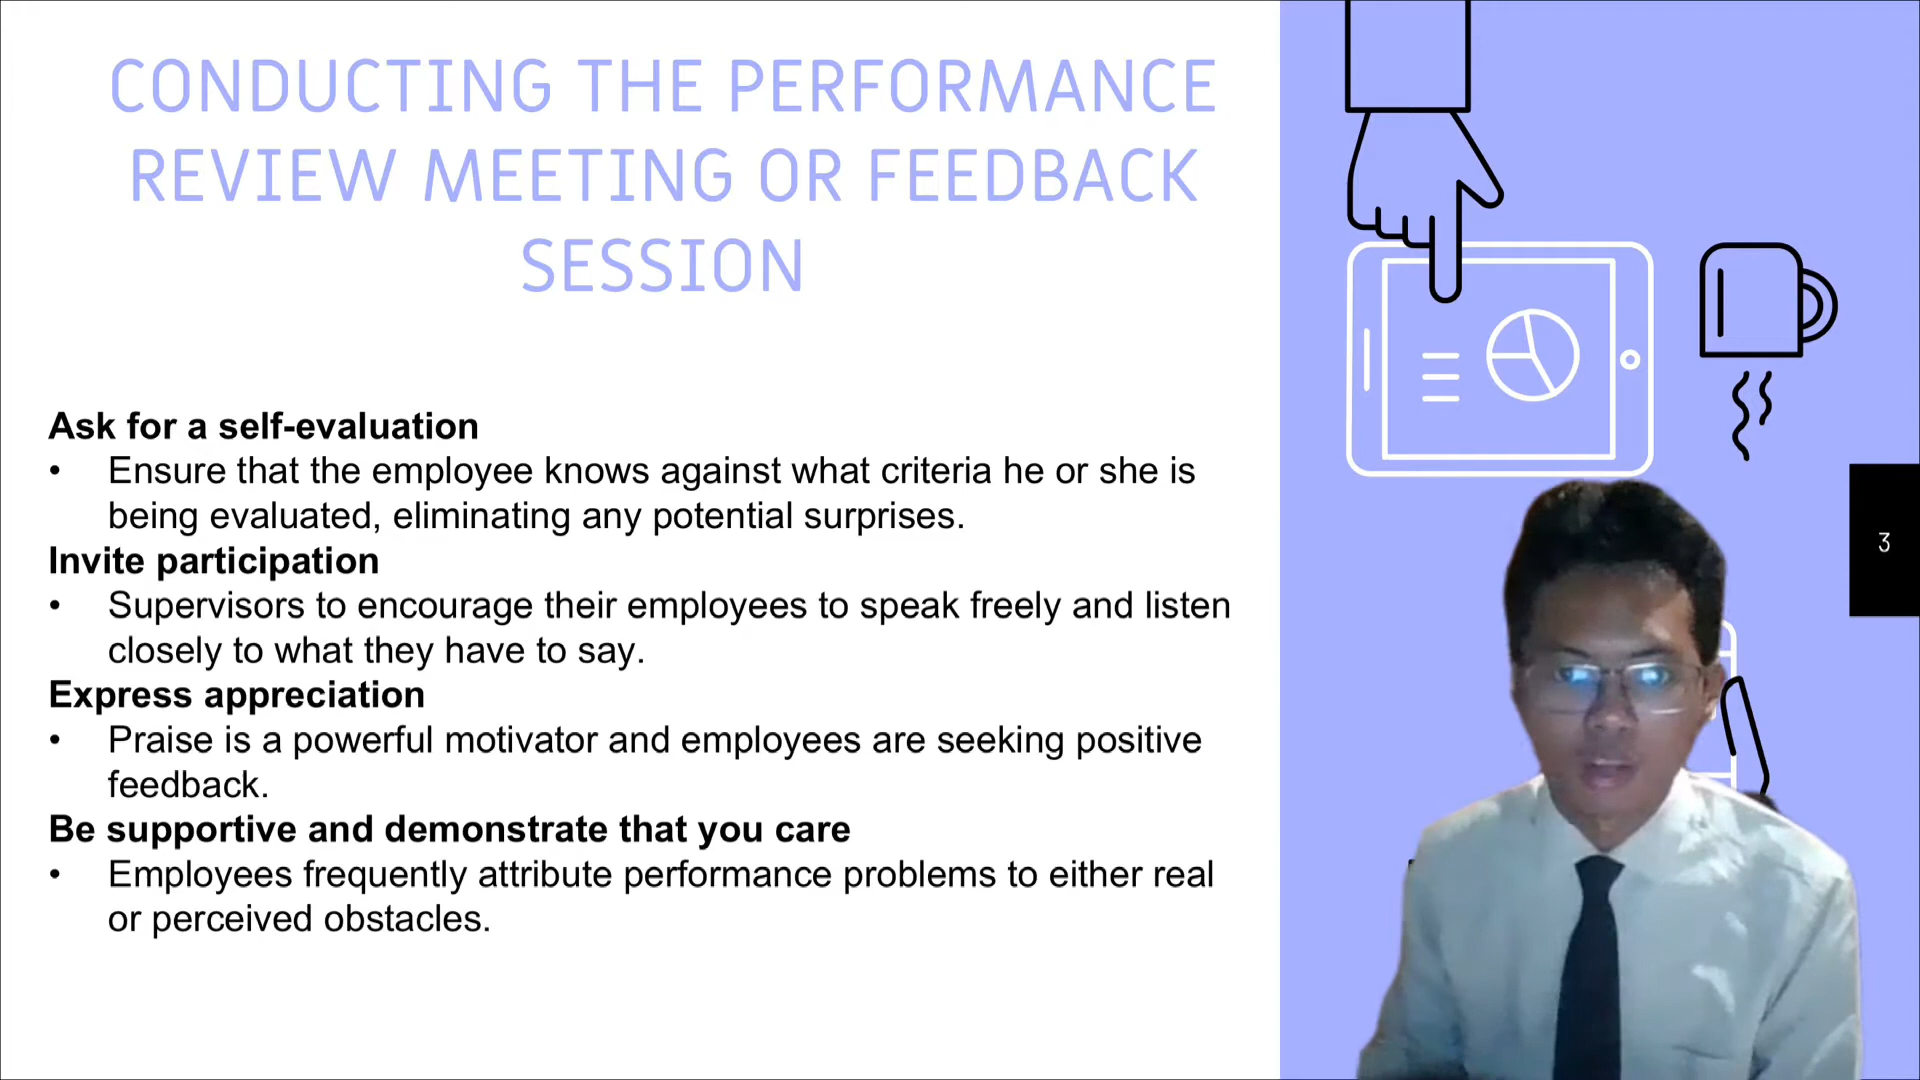 CONDUCTING THE PERFORMANCE
REVIEW MEETING OR FEEDBACK
SESSION
Ask for a self-evaluation
• Ensure that the employee knows against what criteria he or she is
being evaluated, eliminating any potential surprises.
Invite participation
• Supervisors to encourage their employees to speak freely and listen
closely to what they have to say.
Express appreciation
• Praise is a powerful motivator and employees are seeking positive
feedback.
Be supportive and demonstrate that you care
• Employees frequently attribute performance problems to either real
or perceived obstacles.
3